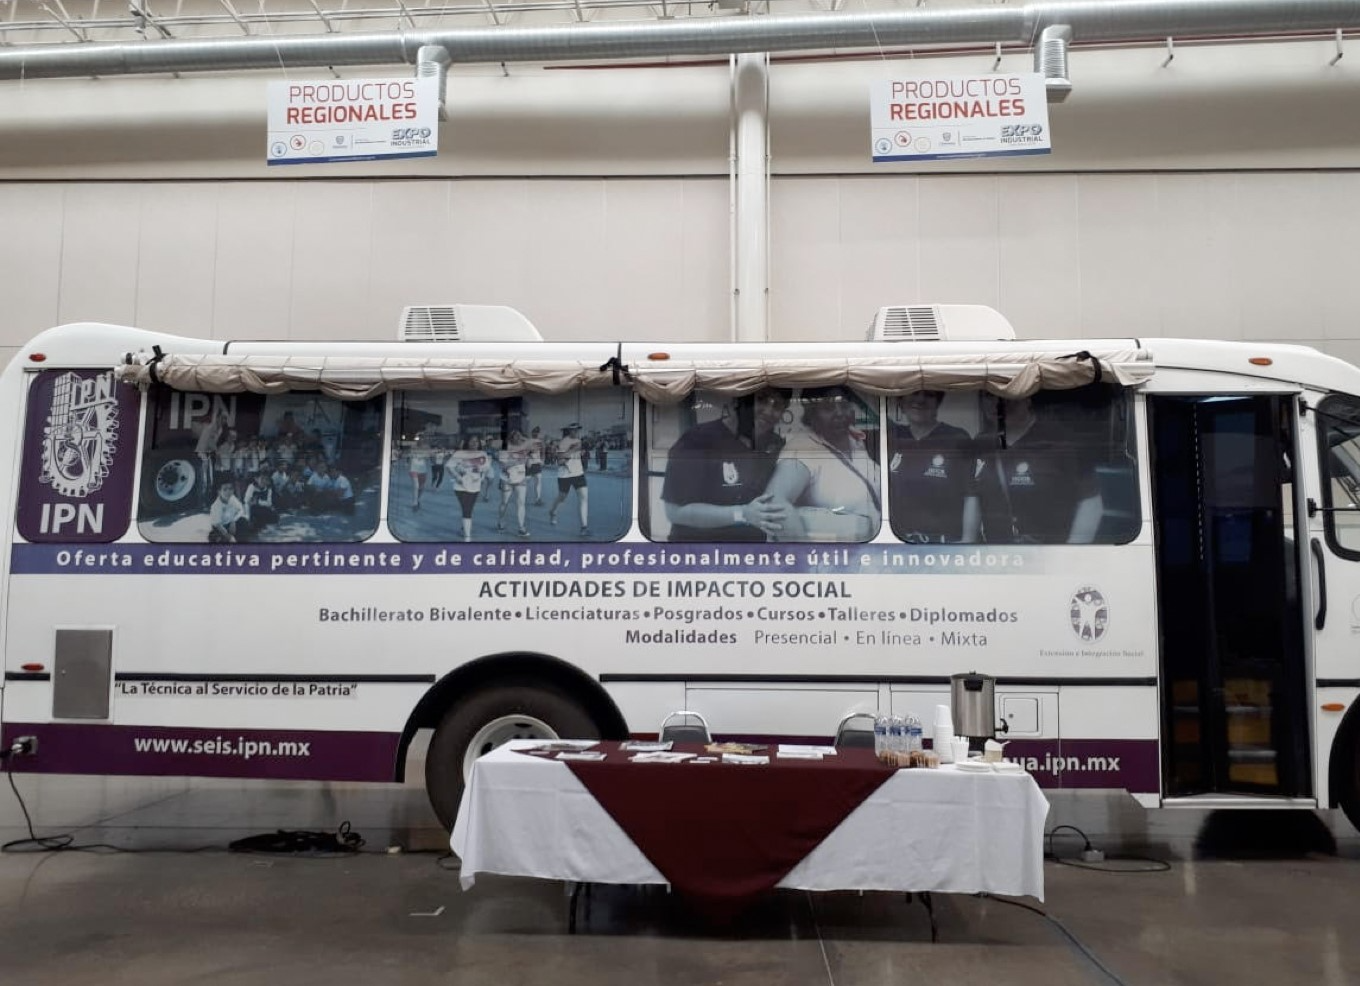 PRODUCTOS
REGIONALES
EXPO
INDUSTRIAL
PRODUCTOS
REGIONALES
EXPO
INDUSTRIAL
IPN
IPN
IPN
Oferta educativa pertinente y de calidad, profesionalmente útil e innovadora
ACTIVIDADES DE IMPACTO SOCIAL
Bachillerato Bivalente • Licenciaturas • Posgrados • Cursos • Talleres • Diplomados
Modalidades Presencial • En línea • Mixta
Extensión e Integración Social
"La Técnica al Servicio de la Patria"
www.seis.ipn.mx
ua.ipn.mx